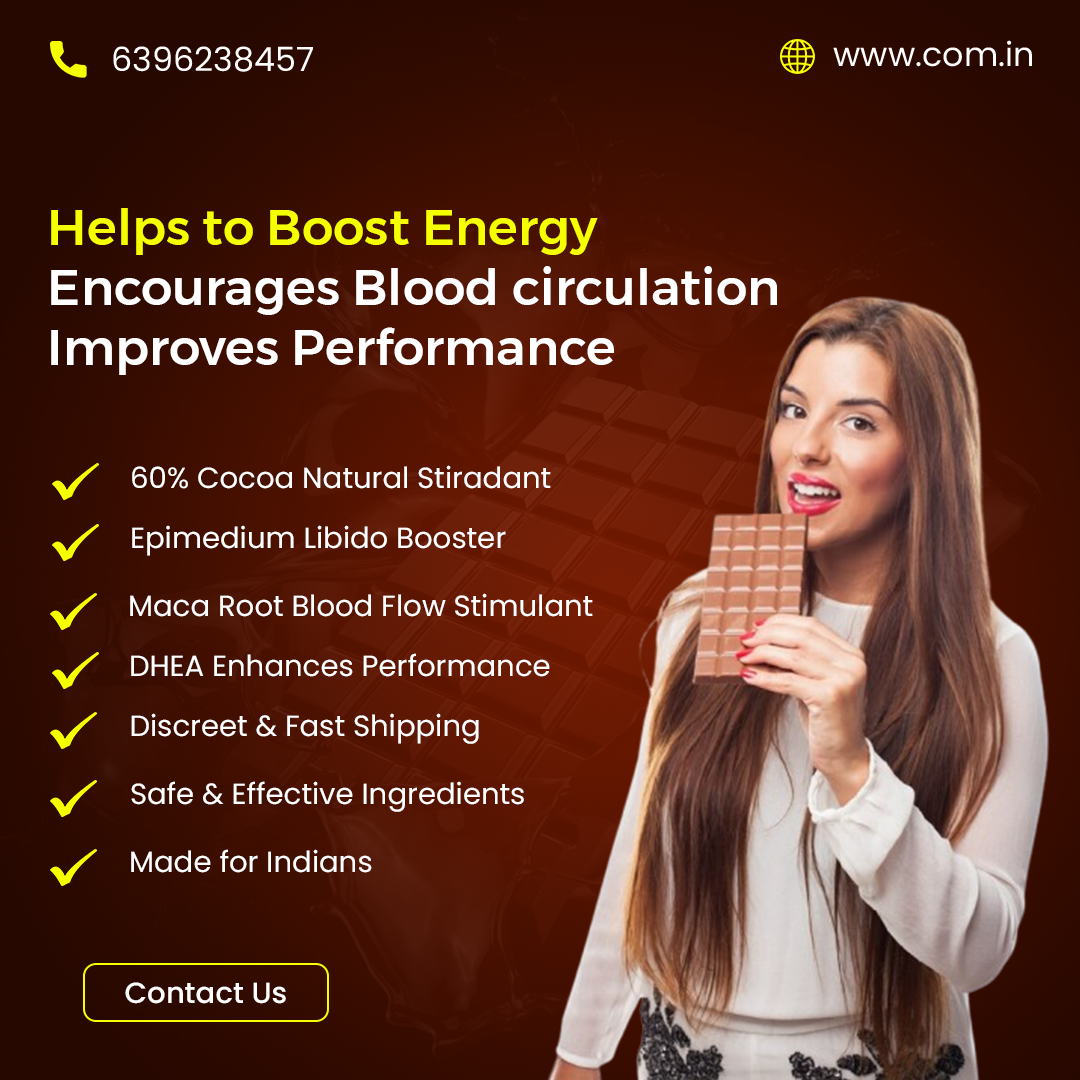 6396238457
www.com.in
Helps to Boost Energy
Encourages Blood circulation
Improves Performance
60% Cocoa Natural Stiradant
Epimedium Libido Booster
Maca Root Blood Flow Stimulant
DHEA Enhances Performance
Discreet & Fast Shipping
Safe & Effective Ingredients
Made for Indians
Contact Us